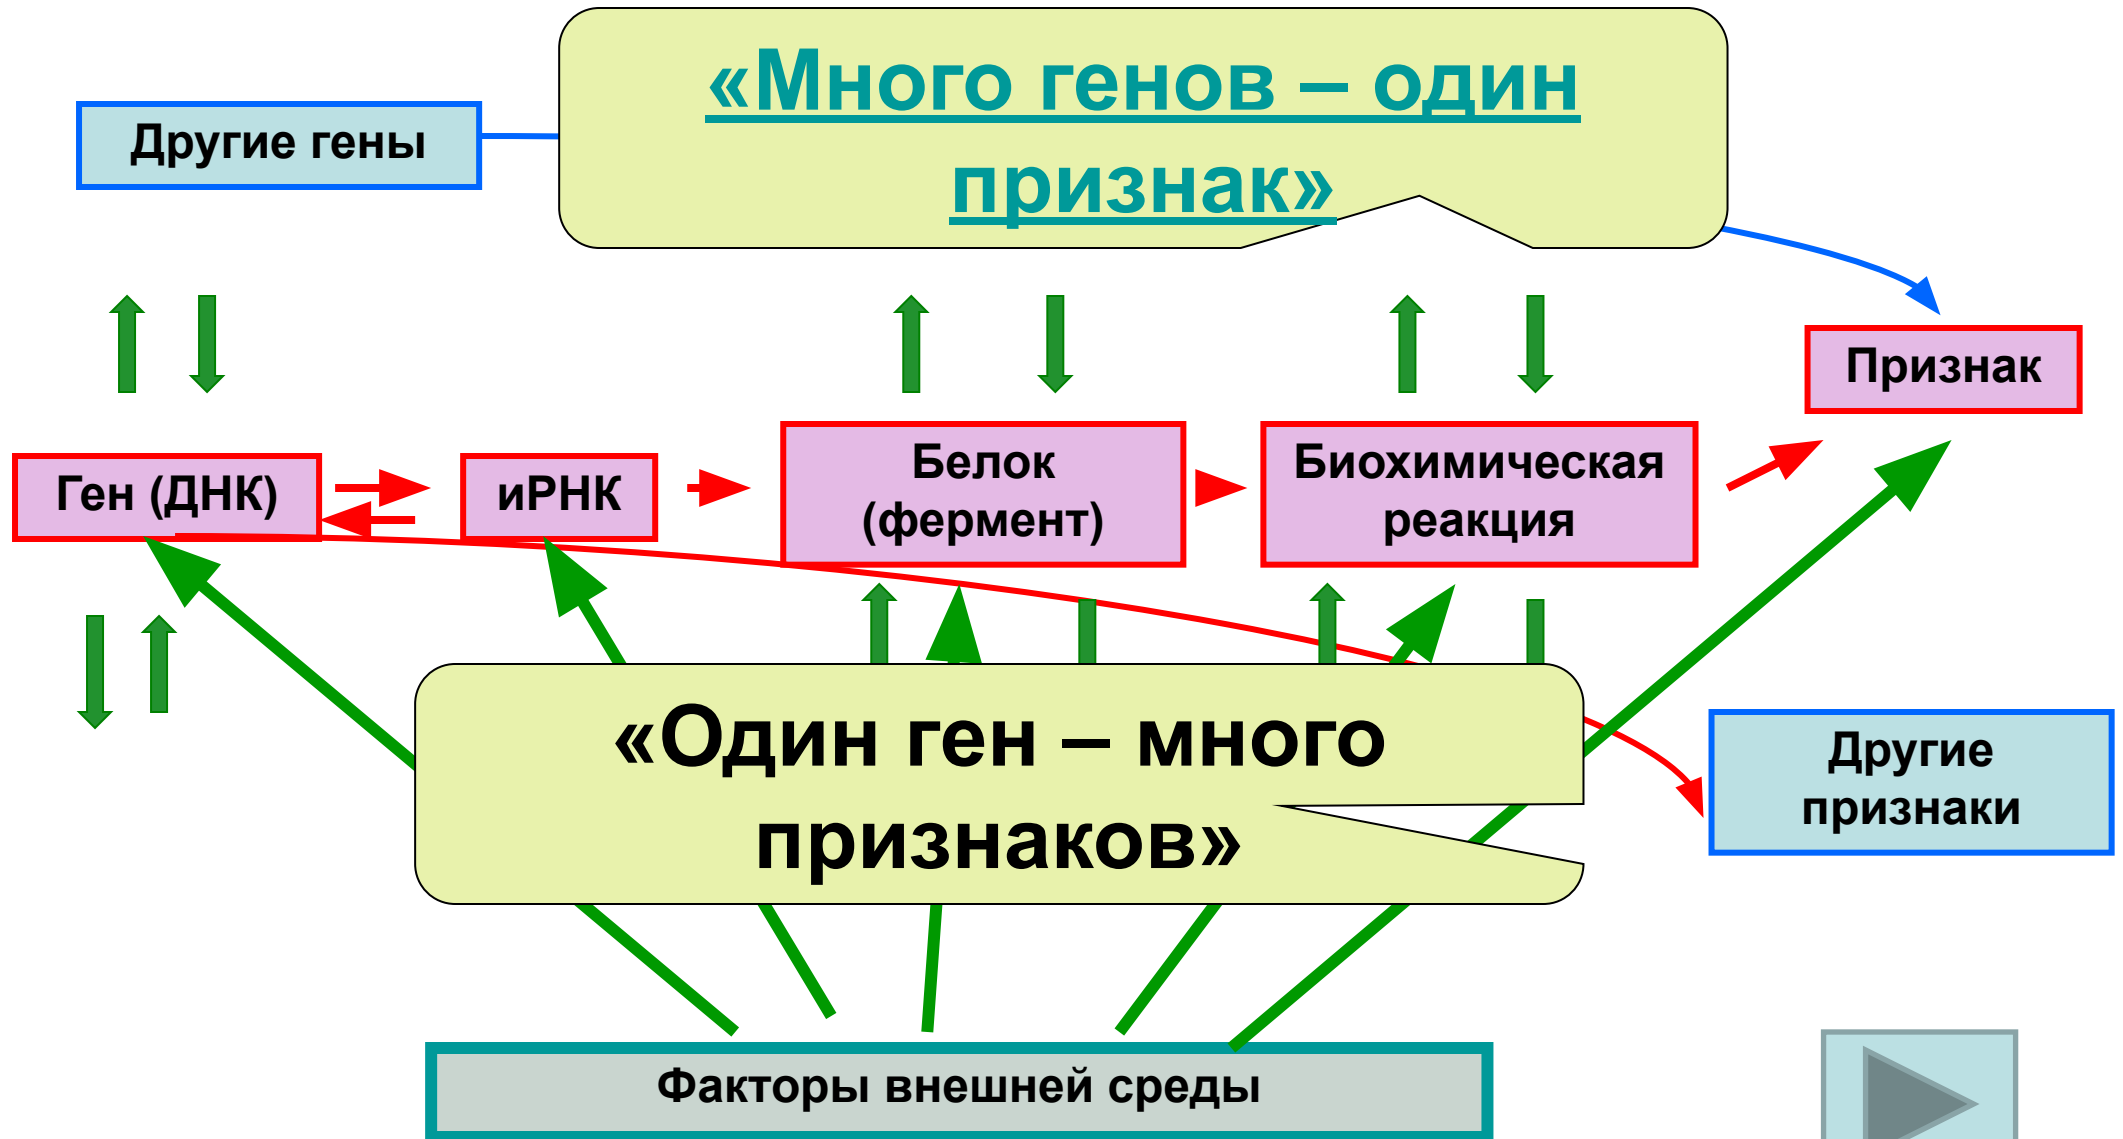 «Много генов – один
признак»
Другие гены
Признак
Ген (ДНК)
иРНК
Белок
(фермент)
Биохимическая
реакция
«Один ген – много
признаков»
Другие
признаки
Факторы внешней среды